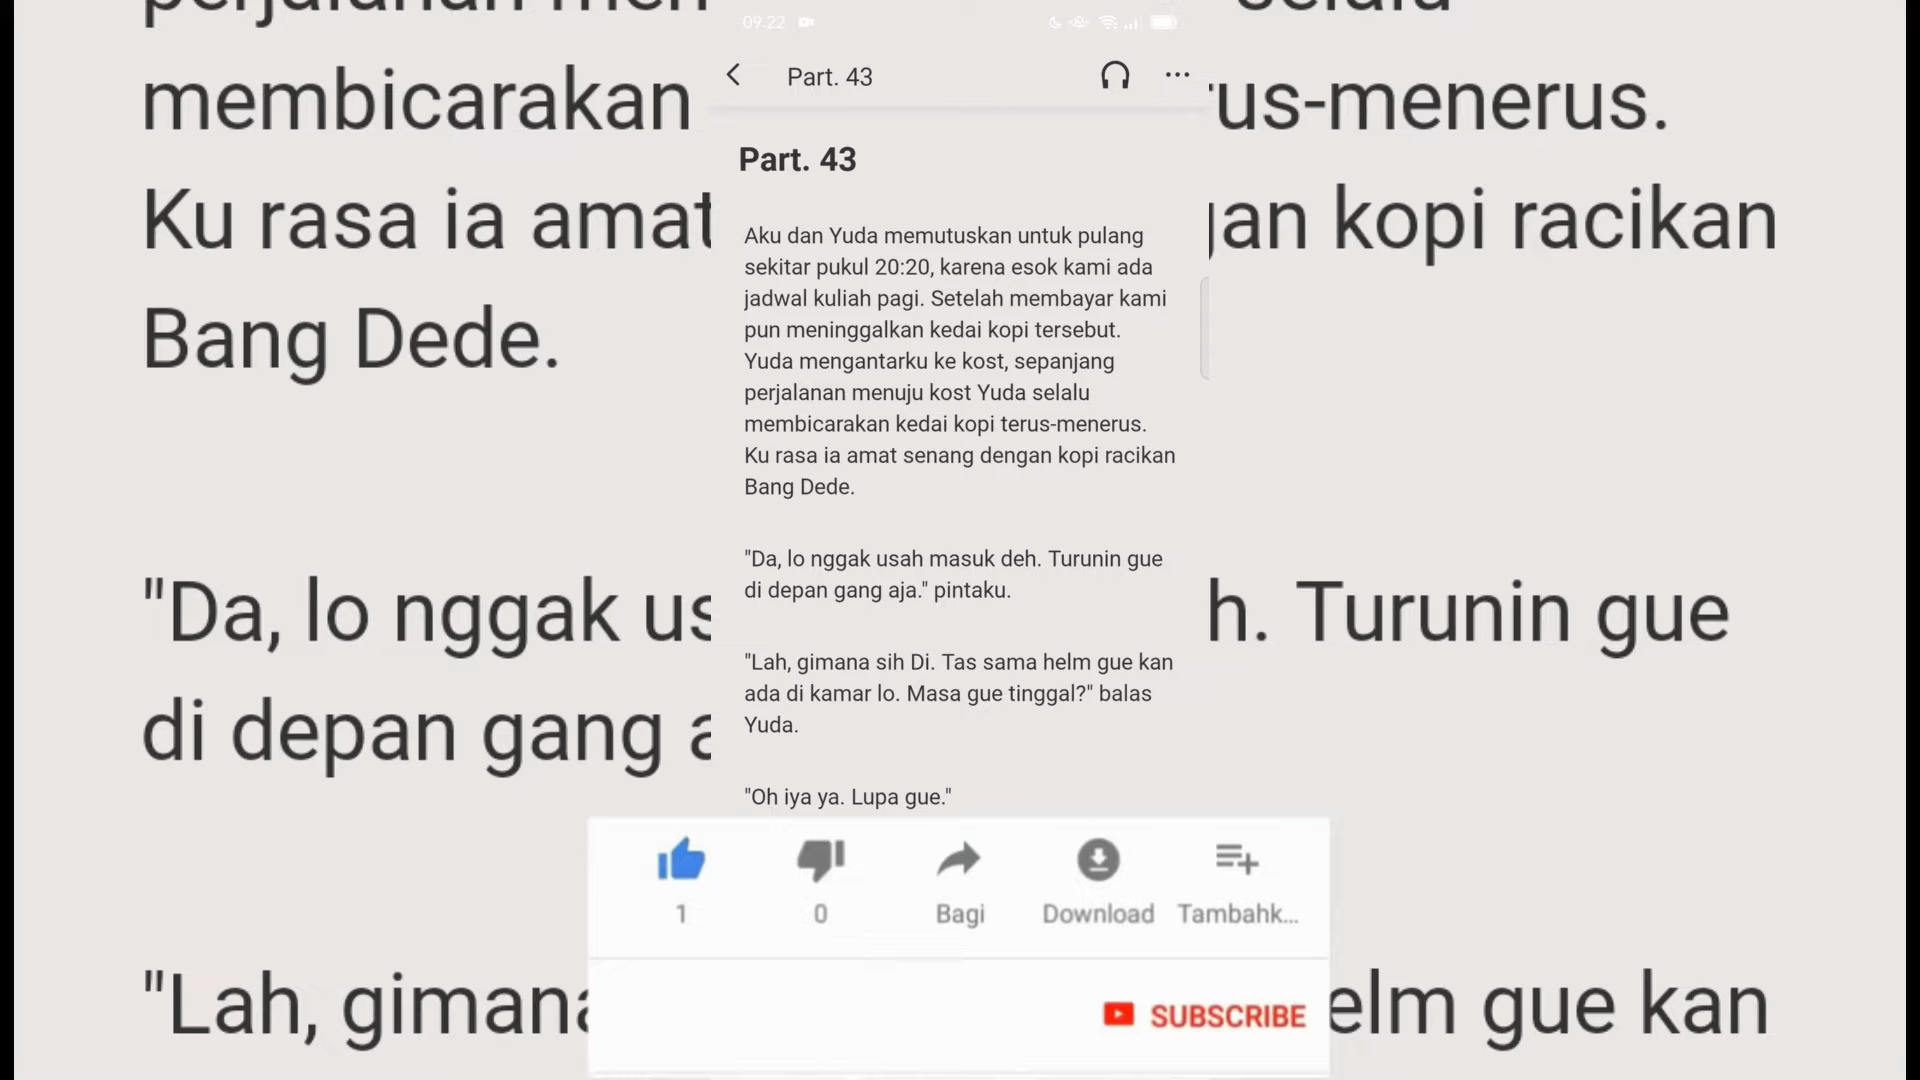 perjalanan men
selalu
membicarakan
us-menerus.
Ku rasa ia amat
gan kopi racikan
Bang Dede.
"Da, lo nggak us
h. Turunin gue
di depan gang a
"Lah, gimana
elm gue kan
09.22
Part. 43
Part. 43
Aku dan Yuda memutuskan untuk pulang
sekitar pukul 20:20, karena esok kami ada
jadwal kuliah pagi. Setelah membayar kami
pun meninggalkan kedai kopi tersebut.
Yuda mengantarku ke kost, sepanjang
perjalanan menuju kost Yuda selalu
membicarakan kedai kopi terus-menerus.
Ku rasa ia amat senang dengan kopi racikan
Bang Dede.
"Da, lo nggak usah masuk deh. Turunin gue
di depan gang aja." pintaku.
"Lah, gimana sih Di. Tas sama helm gue kan
ada di kamar lo. Masa gue tinggal?" balas
Yuda.
"Oh iya ya. Lupa gue."
1
0
Bagi
Download
Tambahk...
SUBSCRIBE